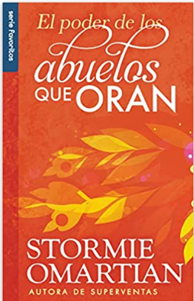 serie favoritos
El poder de los
abuelos
QUE ORAN
STORMIE
OMARTIAN
AUTORA DE SUPERVENTAS